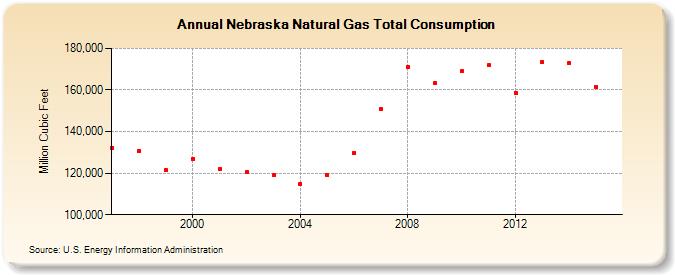 Annual Nebraska Natural Gas Total Consumption
Million Cubic Feet
180,000
160,000
140,000
120,000
100,000
2000 2004 2008 2012
Source: U.S. Energy Information Administration